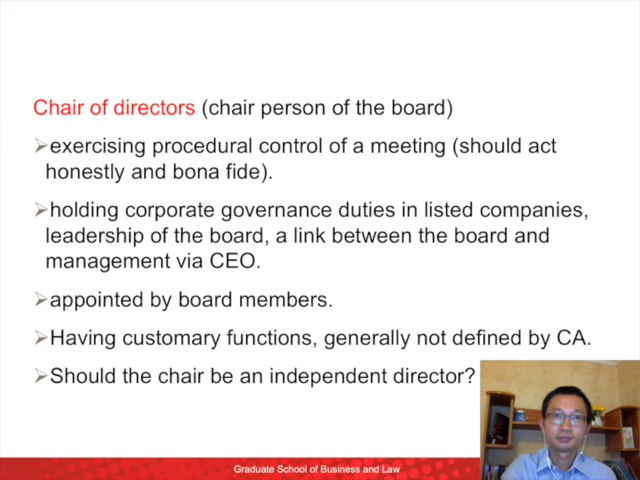 Chair of directors (chair person of the board)
➢exercising procedural control of a meeting (should act
honestly and bona fide).
➢holding corporate governance duties in listed companies,
leadership of the board, a link between the board and
management via CEO.
➢appointed by board members.
➢Having customary functions, generally not defined by CA.
➢Should the chair be an independent director?
Graduate School of Business and Law